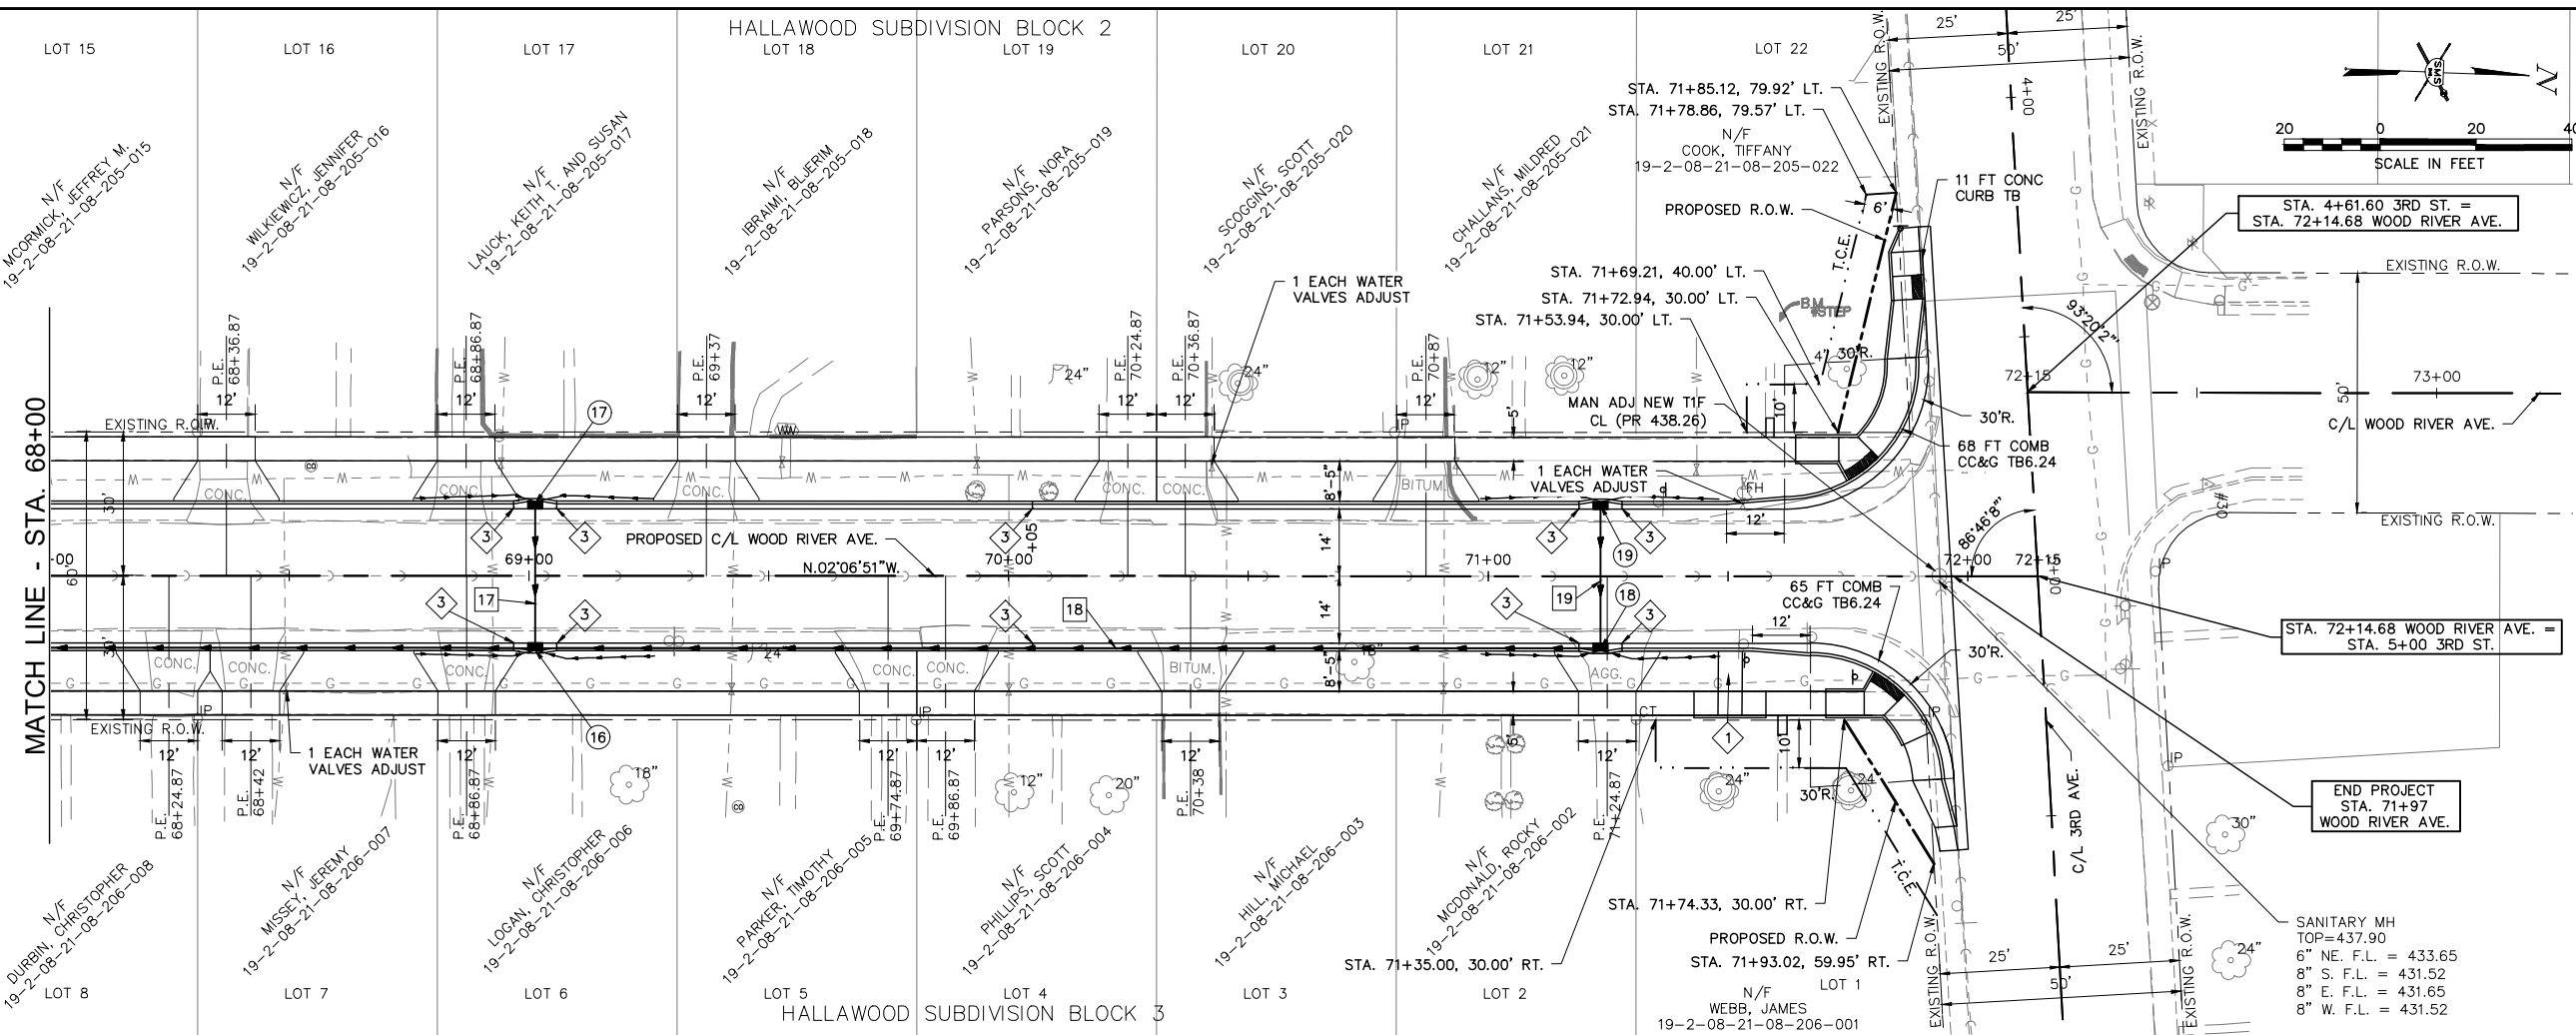 HALLAWOOD SUBDIVISION BLOCK 2
LOT 15
LOT 16
LOT 17
LOT 18
LOT 19
LOT 20
LOT 21
LOT 22
N/F
MCORMICK, JEFFREY M.
19-2-08-21-08-205-015
N/F
WILKIEWICZ, JENNIFER
19-2-08-21-08-205-016
N/F
LAUCK, KEITH T. AND SUSAN
19-2-08-21-08-205-017
N/F
IBRAIMI, BLJERIM
19-2-08-21-08-205-018
N/F
PARSONS, NORA
19-2-08-21-08-205-019
N/F
SCOGGINS, SCOTT
19-2-08-21-08-205-020
N/F
CHALLANS, MILDRED
19-2-08-21-08-205-021
STA. 71+85.12, 79.92' LT.
STA. 71+78.86, 79.57' LT.
N/F
COOK, TIFFANY
19-2-08-21-08-205-022
PROPOSED R.O.W.
6'
T.C.E.
STA. 71+69.21, 40.00' LT.
STA. 71+72.94, 30.00' LT.
STA. 71+53.94, 30.00' LT.
B.M.
#STEP
4'
30'R.
EXISTING R.O.W.
25'
25'
50'
EXISTING R.O.W.
4+00
N
SMS
20 0 20 40
SCALE IN FEET
11 FT CONC
CURB TB
STA. 4+61.60 3RD ST. =
STA. 72+14.68 WOOD RIVER AVE.
EXISTING R.O.W.
93°20'2"
72+15
73+00
50'
C/L WOOD RIVER AVE.
30'R.
68 FT COMB
CC&G TB6.24
#30
EXISTING R.O.W.
1 EACH WATER
VALVES ADJUST
P.E.
68+36.87
12'
P.E.
68+86.87
12'
17
P.E.
69+37
12'
24"
P.E.
70+24.87
12'
P.E.
70+36.87
12'
24"
P.E.
70+87
12'
12"
12"
5'
MAN ADJ NEW T1F
CL (PR 438.26)
10'
MATCH LINE - STA. 68+00
EXISTING R.O.W.
IP
IP
CONC.
CONC.
CONC.
CONC.
CONC.
BITUM.
8'-5"
1 EACH WATER
VALVES ADJUST
FH
12'
30'
60'
30'
3
3
3
+05
3
3
19
14'
14'
PROPOSED C/L WOOD RIVER AVE.
N.02°06'51"W.
-00
69+00
70+00
71+00
72+00
72+15
86°46'8"
5+00
IP
65 FT COMB
CC&G TB6.24
3
17
3
3
18
3
19
18
3
12'
30'R.
STA. 72+14.68 WOOD RIVER AVE. =
STA. 5+00 3RD ST.
CONC.
CONC.
CONC.
24"
CONC.
CONC.
BITUM.
18"
AGG.
8'-5"
EXISTING R.O.W.
IP
IP
CT
IP
IP
12'
P.E.
68+24.87
12'
P.E.
68+42
1 EACH WATER
VALVES ADJUST
12'
P.E.
68+86.87
16
18"
12'
P.E.
69+74.87
12'
P.E.
69+86.87
12"
20"
12'
P.E.
70+38
5'
12'
P.E.
71+24.87
1
10'
24"
24"
30'R.
C/L 3RD AVE.
END PROJECT
STA. 71+97
WOOD RIVER AVE.
30"
24"
N/F
DURBIN, CHRISTOPHER
19-2-08-21-08-206-008
N/F
MISSEY, JEREMY
19-2-08-21-08-206-007
N/F
LOGAN, CHRISTOPHER
19-2-08-21-08-206-006
N/F
PARKER, TIMOTHY
19-2-08-21-08-206-005
N/F
PHILLIPS, SCOTT
19-2-08-21-08-206-004
N/F
HILL, MICHAEL
19-2-08-21-08-206-003
N/F
MCDONALD, ROCKY
19-2-08-21-08-206-002
T.C.E.
STA. 71+74.33, 30.00' RT.
PROPOSED R.O.W.
STA. 71+93.02, 59.95' RT.
STA. 71+35.00, 30.00' RT.
EXISTING R.O.W.
25'
25'
50'
EXISTING R.O.W.
SANITARY MH
TOP=437.90
6" NE. F.L. = 433.65
8" S. F.L. = 431.52
8" E. F.L. = 431.65
8" W. F.L. = 431.52
LOT 8
LOT 7
LOT 6
LOT 5
LOT 4
LOT 3
LOT 2
LOT 1
N/F
WEBB, JAMES
19-2-08-21-08-206-001
HALLAWOOD SUBDIVISION BLOCK 3